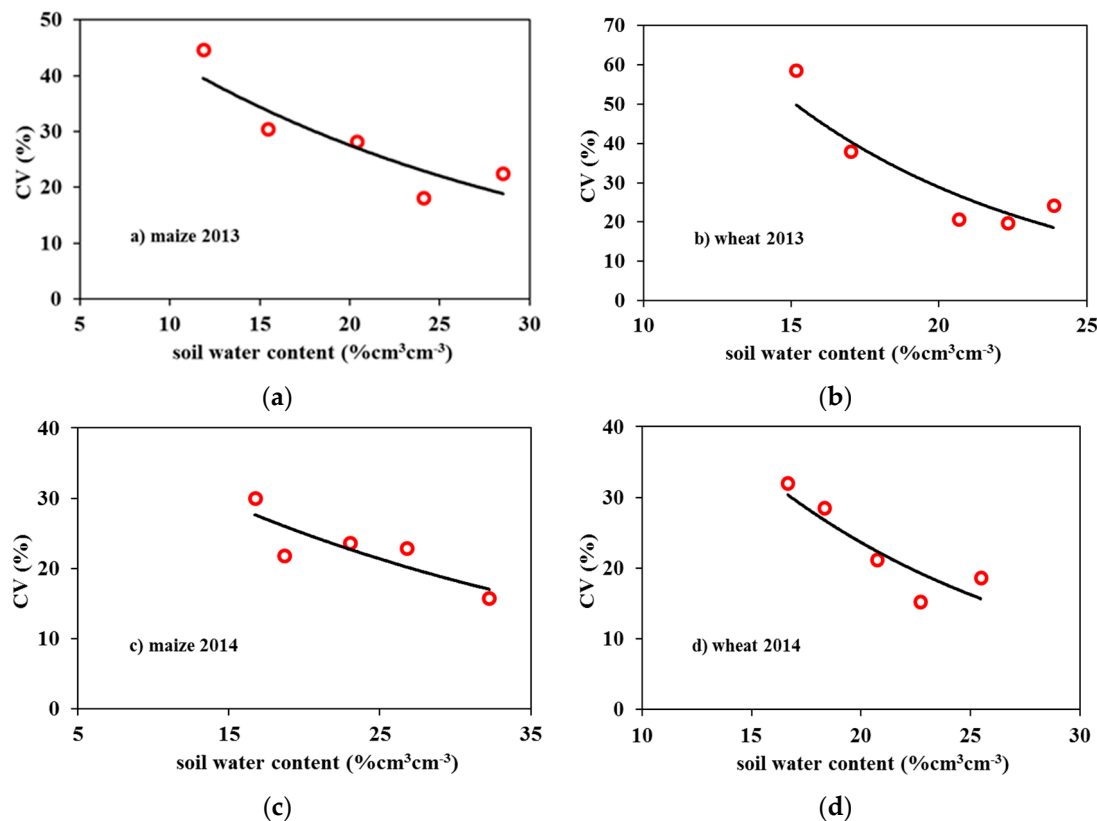 50
40
30
20
10
0
CV (%)
5
10
15
20
25
30
soil water content (%cm³cm⁻³)
a) maize 2013
(a)
70
60
50
40
30
20
10
0
CV (%)
10
15
20
25
soil water content (%cm³cm⁻³)
b) wheat 2013
(b)
40
30
20
10
0
CV (%)
5
15
25
35
soil water content (%cm³cm⁻³)
c) maize 2014
(c)
40
30
20
10
0
CV (%)
10
15
20
25
30
soil water content (%cm³cm⁻³)
d) wheat 2014
(d)